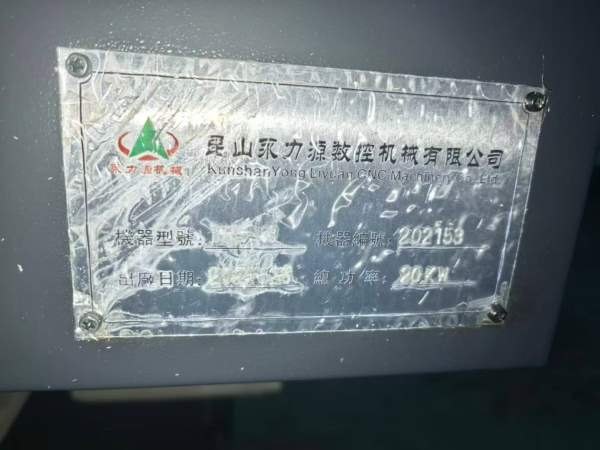 昆山永力源数控机械有限公司
KunshanYong Liyuan CNC Machinery Co.,Ltd
永力源机械
機器型號:
機器編號: 202153
出廠日期:
總功率: 20KW